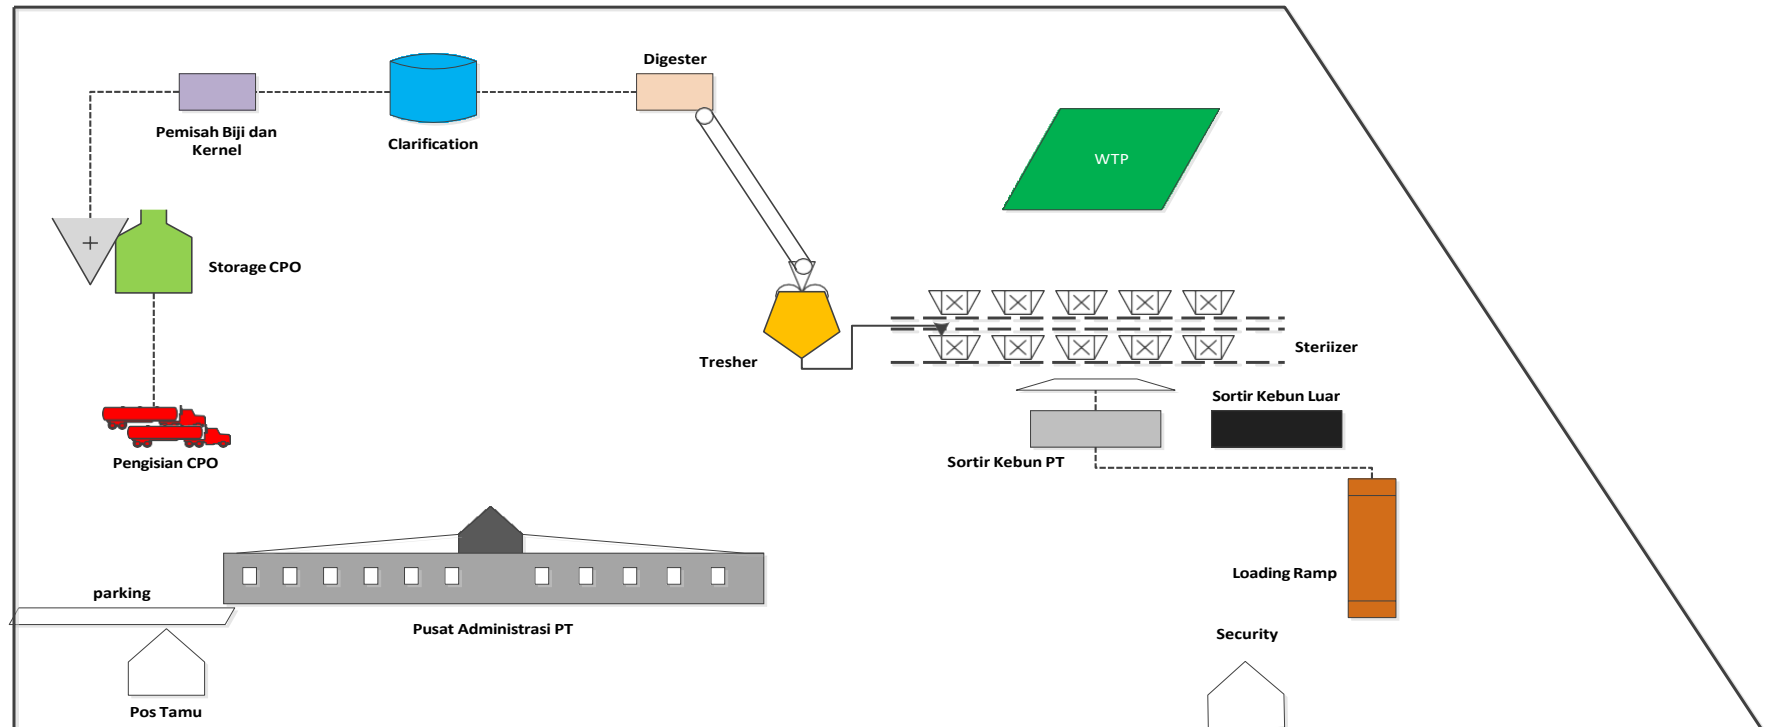 Digester
Pemisah Biji dan
Kernel
Clarification
WTP
Storage CPO
Tresher
Steriizer
Sortir Kebun Luar
Sortir Kebun PT
Pengisian CPO
Loading Ramp
parking
Pusat Administrasi PT
Security
Pos Tamu